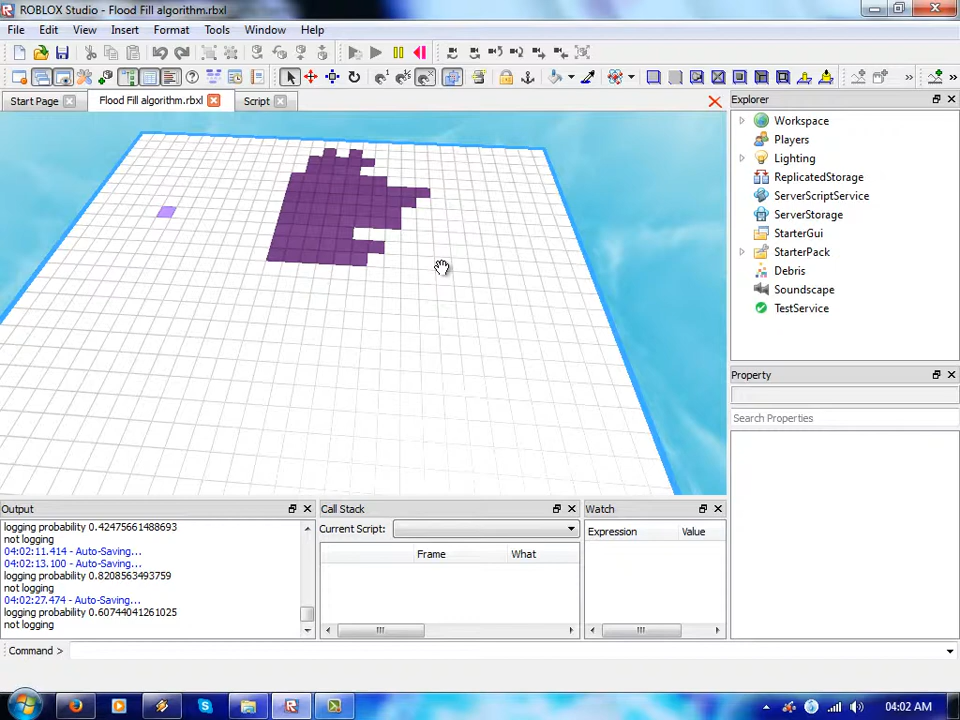 ROBLOX Studio - Flood Fill algorithm.rbxl
File Edit View Insert Format Tools Window Help
Start Page Flood Fill algorithm.rbxl Script
Explorer
Workspace
Players
Lighting
ReplicatedStorage
ServerScriptService
ServerStorage
StarterGui
StarterPack
Debris
Soundscape
TestService
Property
Search Properties
Output
logging probability 0.42475661488693
not logging
04:02:11.414 - Auto-Saving...
04:02:13.100 - Auto-Saving...
logging probability 0.8208563493759
not logging
04:02:27.474 - Auto-Saving...
logging probability 0.60744041261025
not logging
Call Stack
Current Script:
Frame What
Watch
Expression Value
Command >
04:02 AM